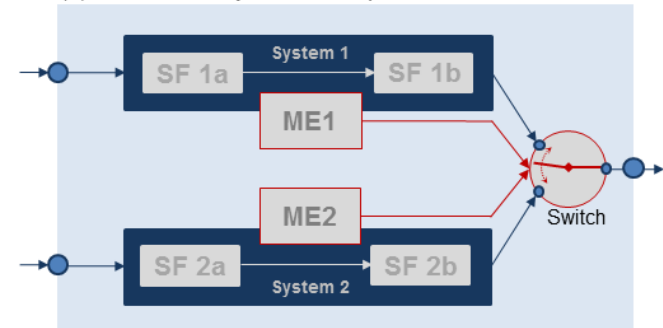 System 1
SF 1a
SF 1b
ME1
ME2
Switch
SF 2a
SF 2b
System 2